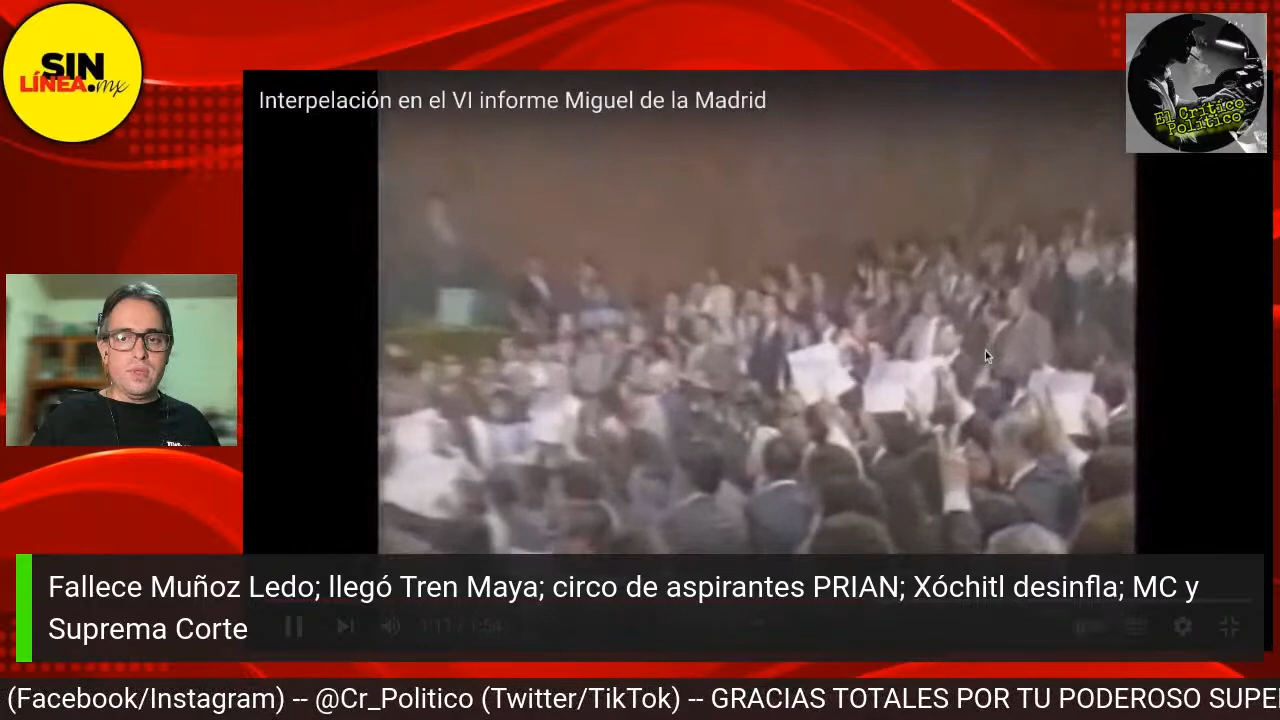 SIN
LÍNEA.mx
El Crítico
Político
Interpelación en el VI informe Miguel de la Madrid
Fallece Muñoz Ledo; llegó Tren Maya; circo de aspirantes PRIAN; Xóchitl desinfla; MC y
Suprema Corte
(Facebook/Instagram) -- @Cr_Politico (Twitter/TikTok) -- GRACIAS TOTALES POR TU PODEROSO SUPE